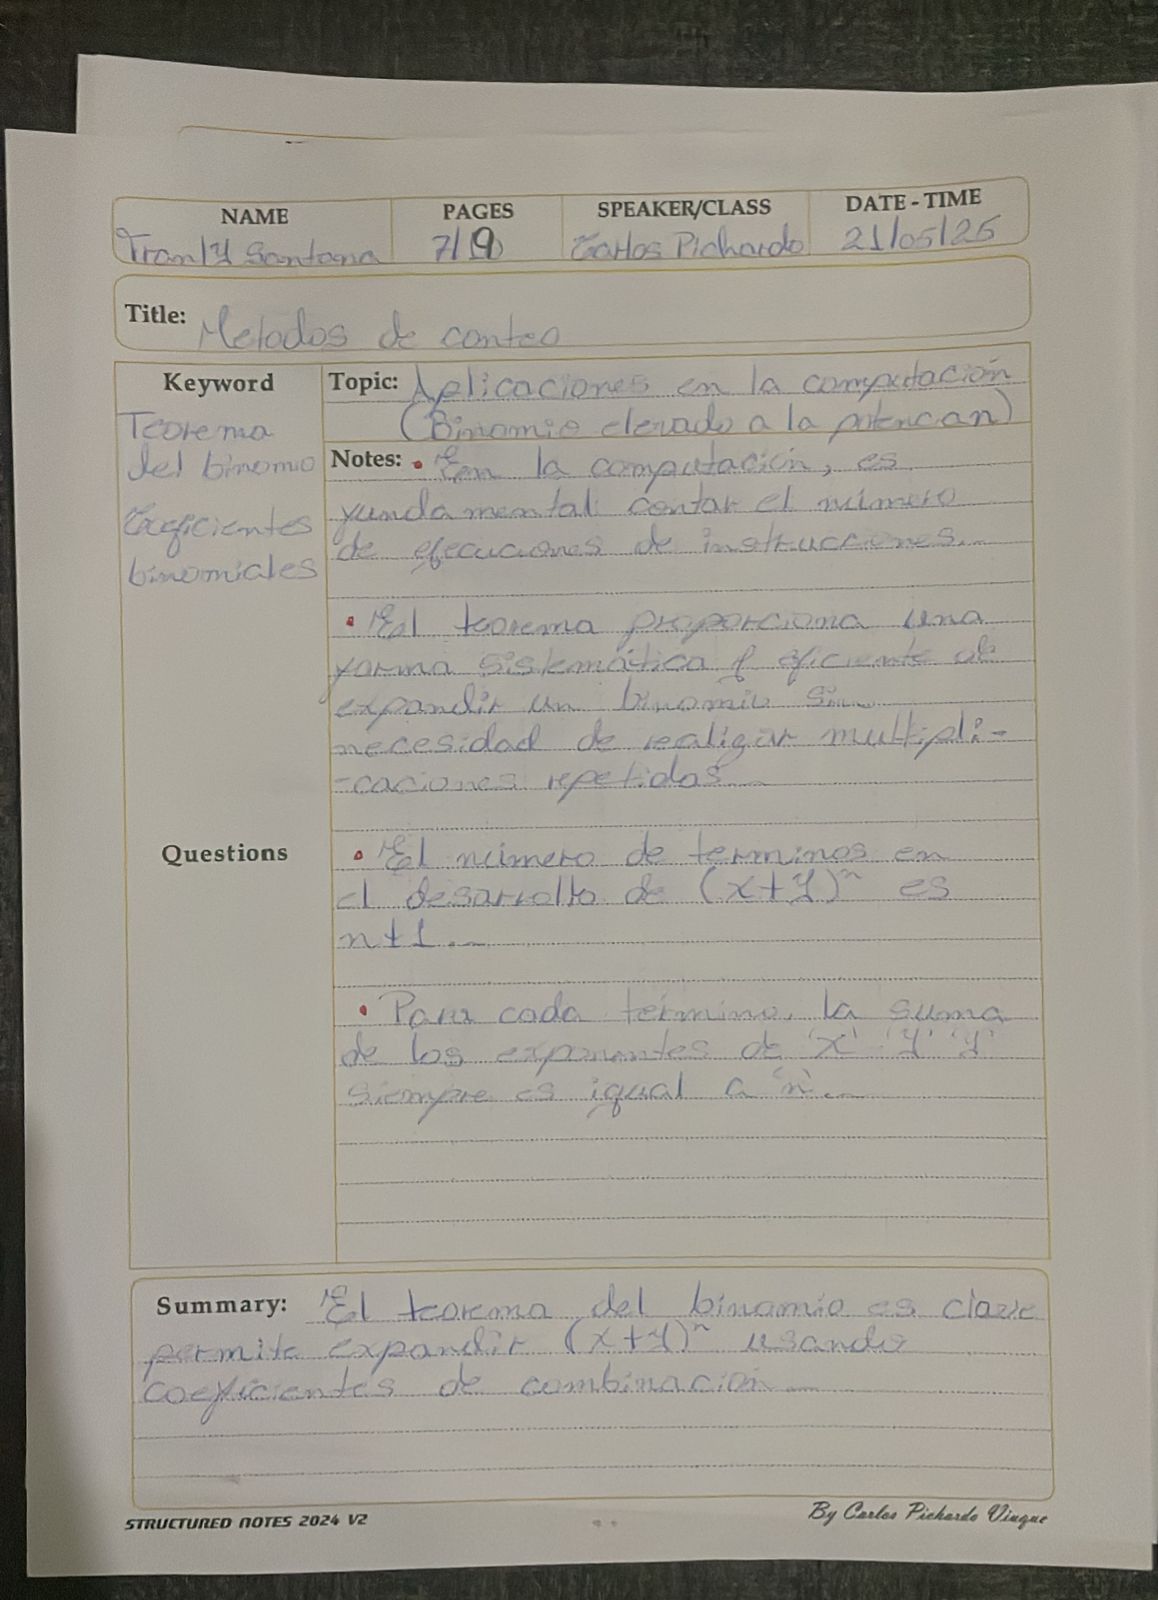 NAME
PAGES
SPEAKER/CLASS
DATE - TIME
Santana
7/9
Carlos Pichardo
21/05/25
Title: Metodos de conteo
Keyword
Teorema
del binomio
Coeficientes
binomiales
Questions
Topic: Aplicaciones en la computación
(Binomio elevado a la potencia n)
Notes: • En la computación, es
fundamental contar el número
de ejecuciones de instrucciones.
• El teorema proporciona una
forma sistemática y eficiente de
expandir un binomio sin
necesidad de realizar multipli-
-caciones repetidas
• El número de terminos en
el desarrollo de (x+y)ⁿ es
n+1.
• Para cada término, la suma
de los exponentes de 'x' y 'y'
siempre es igual a 'n'.
Summary: El teorema del binomio es clave
permite expandir (x+y)ⁿ usando
coeficientes de combinación
STRUCTURED NOTES 2024 V2
By Carlos Pichardo Viuque